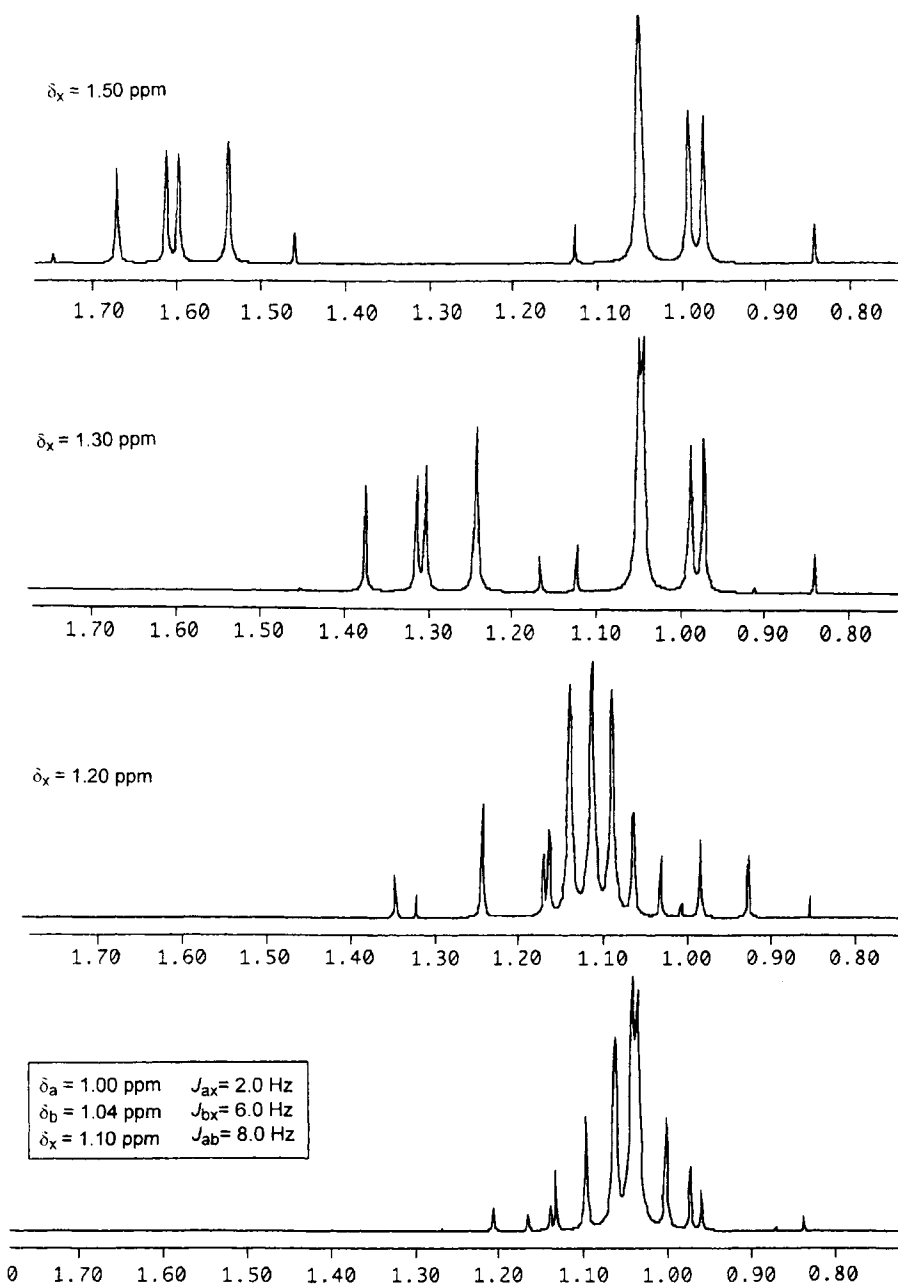 δx = 1.50 ppm
1.70 1.60 1.50 1.40 1.30 1.20 1.10 1.00 0.90 0.80
δx = 1.30 ppm
1.70 1.60 1.50 1.40 1.30 1.20 1.10 1.00 0.90 0.80
δx = 1.20 ppm
1.70 1.60 1.50 1.40 1.30 1.20 1.10 1.00 0.90 0.80
δa = 1.00 ppm Jax = 2.0 Hz
δb = 1.04 ppm Jbx= 6.0 Hz
δx = 1.10 ppm Jab= 8.0 Hz
0 1.70 1.60 1.50 1.40 1.30 1.20 1.10 1.00 0.90 0.80